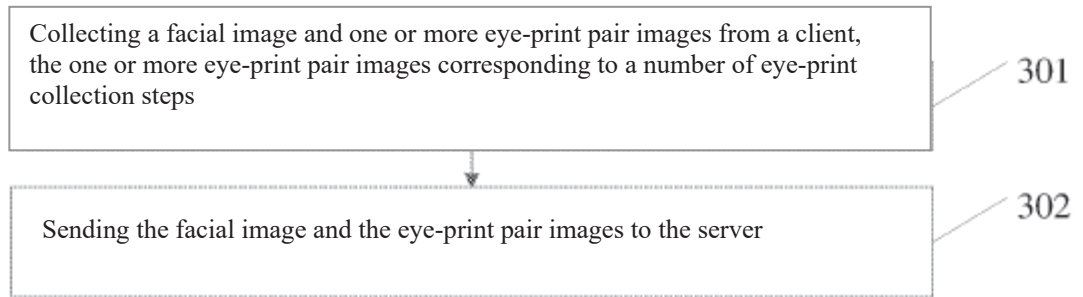 Collecting a facial image and one or more eye-print pair images from a client,
the one or more eye-print pair images corresponding to a number of eye-print
collection steps
301
Sending the facial image and the eye-print pair images to the server
302